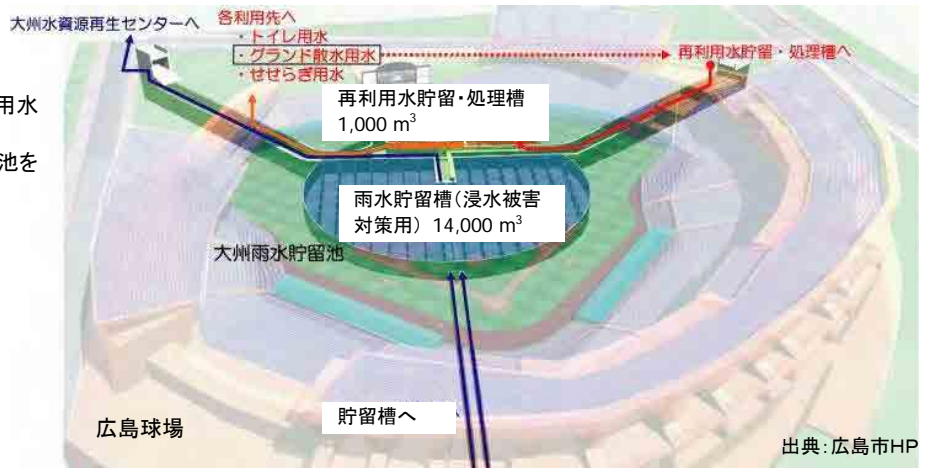 大州水資源再生センターへ
各利用先へ
・トイレ用水
・グランド散水用水
・せせらぎ用水
再利用水貯留・処理槽へ
用水
池を
再利用水貯留・処理槽
1,000 m³
雨水貯留槽（浸水被害
対策用） 14,000 m³
大州雨水貯留池
貯留槽へ
広島球場
出典：広島市HP